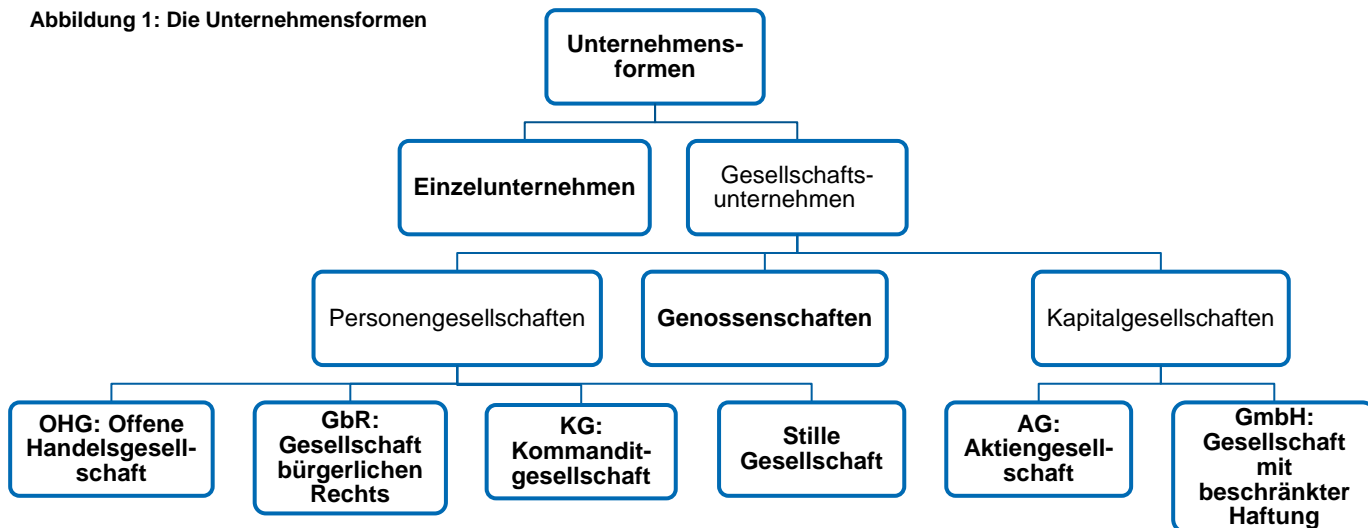 Abbildung 1: Die Unternehmensformen
Unternehmens-
formen
Einzelunternehmen
Gesellschafts-
unternehmen
Personengesellschaften
Genossenschaften
Kapitalgesellschaften
OHG: Offene
Handelsgesell-
schaft
GbR:
Gesellschaft
bürgerlichen
Rechts
KG:
Kommandit-
gesellschaft
Stille
Gesellschaft
AG:
Aktiengesell-
schaft
GmbH:
Gesellschaft
mit
beschränkter
Haftung